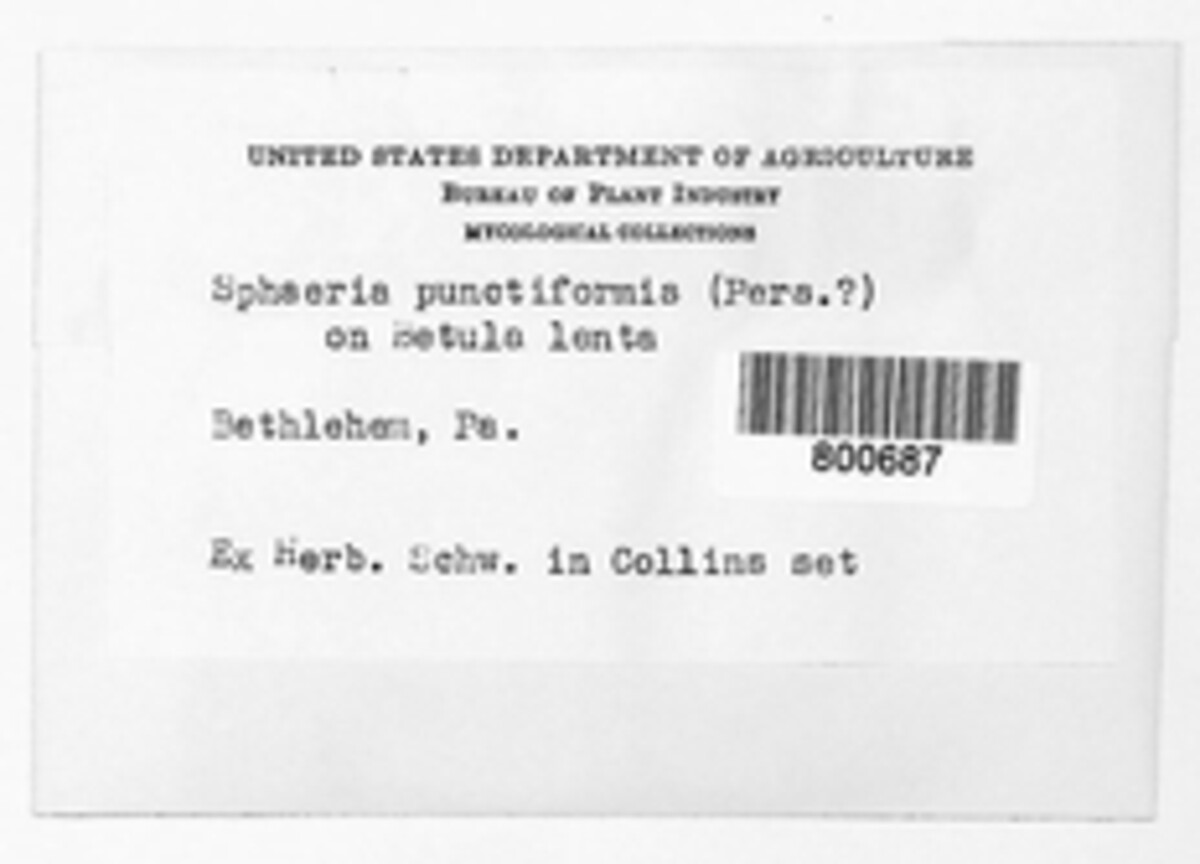 UNITED STATES DEPARTMENT OF AGRICULTURE
BUREAU OF PLANT INDUSTRY
MYCOLOGICAL COLLECTIONS
Sphaeria punctiformis (Pers.?)
on Betula lenta
Bethlehem, Pa.
800687
Ex Herb. Schw. in Collins set